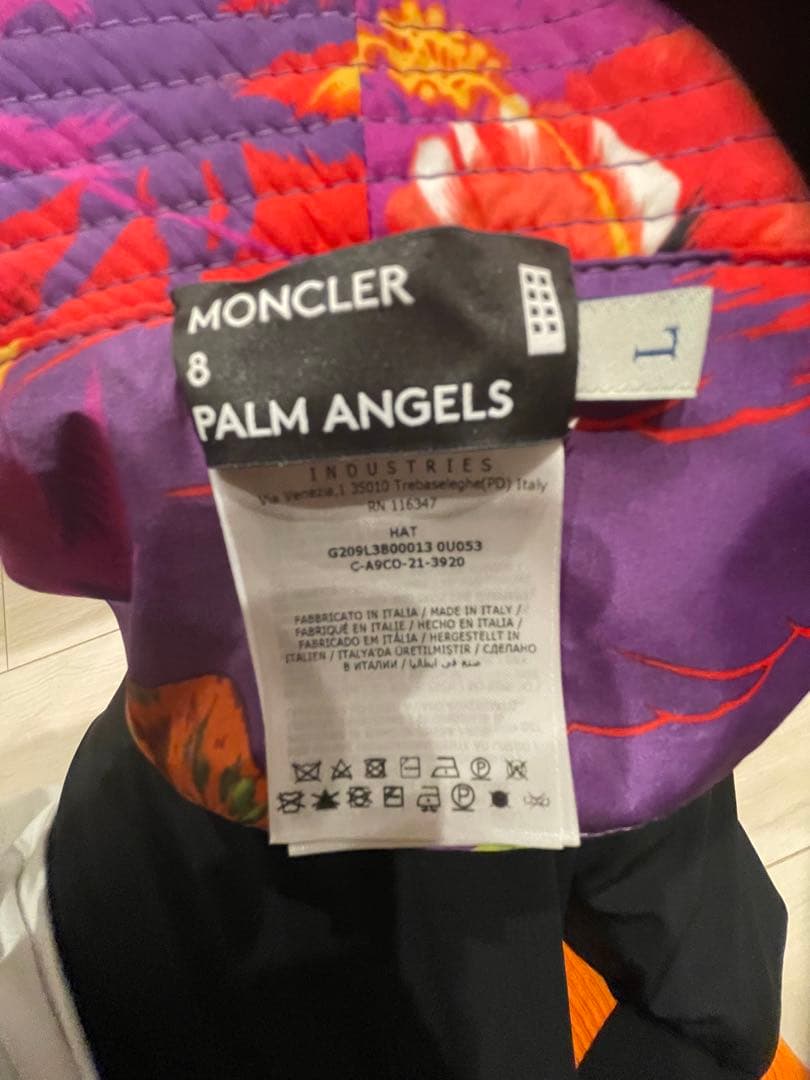 MONCLER
8
PALM ANGELS
L
INDUSTRIES
Via Venezia,1 35010 Trebaseleghe(PD) Italy
RN 116347
HAT
G209L3B00013 0U053
C-A9CO-21-3920
FABBRICATO IN ITALIA / MADE IN ITALY /
FABRIQUÉ EN ITALIE / HECHO EN ITALIA /
FABRICADO EM ITÁLIA / HERGESTELLT IN
ITALIEN / ITALYA'DA ÜRETILMIŞTIR / СДЕЛАНО
В ИТАЛИИ / صنع في ايطاليا